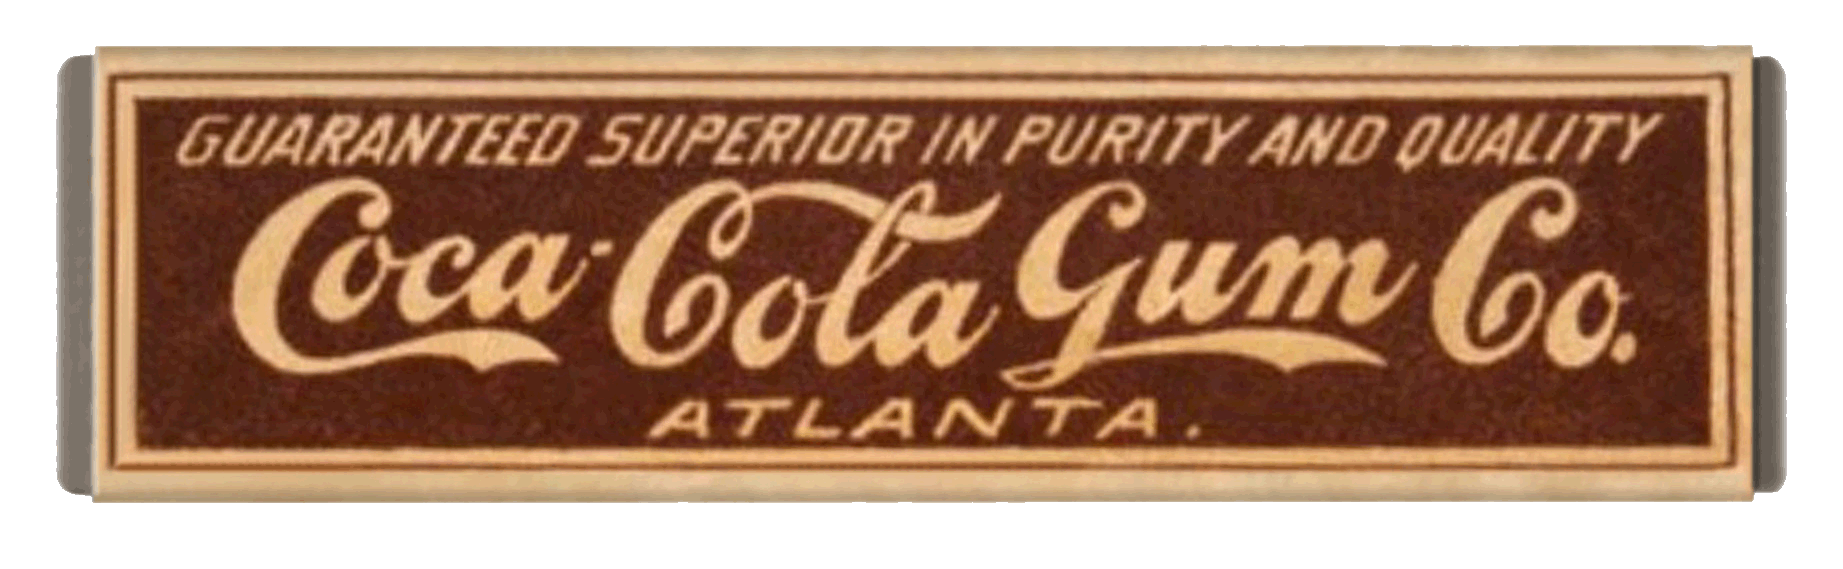 GUARANTEED SUPERIOR IN PURITY AND QUALITY
Coca-Cola Gum Co.
ATLANTA.